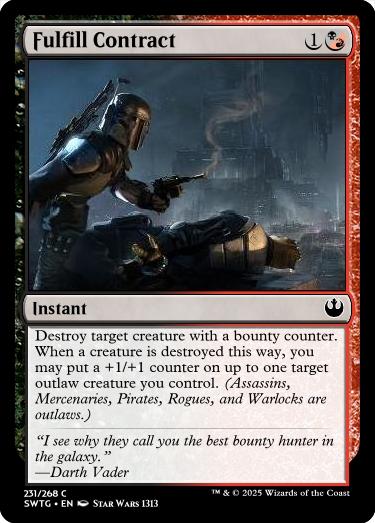 Fulfill Contract 1
Instant
Destroy target creature with a bounty counter.
When a creature is destroyed this way, you
may put a +1/+1 counter on up to one target
outlaw creature you control. (Assassins,
Mercenaries, Pirates, Rogues, and Warlocks are
outlaws.)
“I see why they call you the best bounty hunter in
the galaxy.”
—Darth Vader
231/268 C
SWTG • EN Star Wars 1313
™ & © 2025 Wizards of the Coast